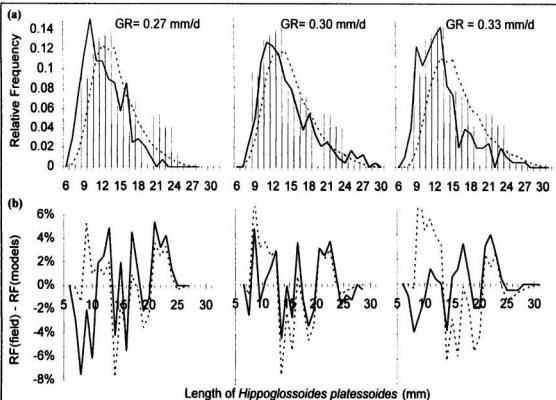 (a)
GR = 0.27 mm/d
GR= 0.30 mm/d
GR = 0.33 mm/d
Relative Frequency
0.14
0.12
0.1
0.08
0.06
0.04
0.02
0
6 9 12 15 18 21 24 27 30
6 9 12 15 18 21 24 27 30
6 9 12 15 18 21 24 27 30
(b)
RF(field) - RF(models)
6%
4%
2%
0%
-2%
-4%
-6%
-8%
5 10 15 20 25 30
5 10 15 20 25 30
5 10 15 20 25 30
Length of Hippoglossoides platessoides (mm)